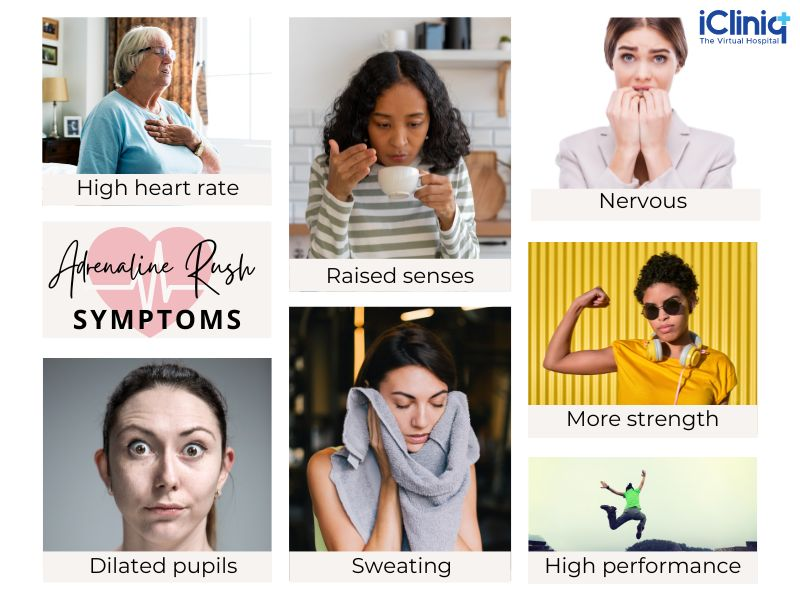 iCliniq
The Virtual Hospital
High heart rate
Raised senses
Nervous
Adrenaline Rush
SYMPTOMS
More strength
Dilated pupils
Sweating
High performance